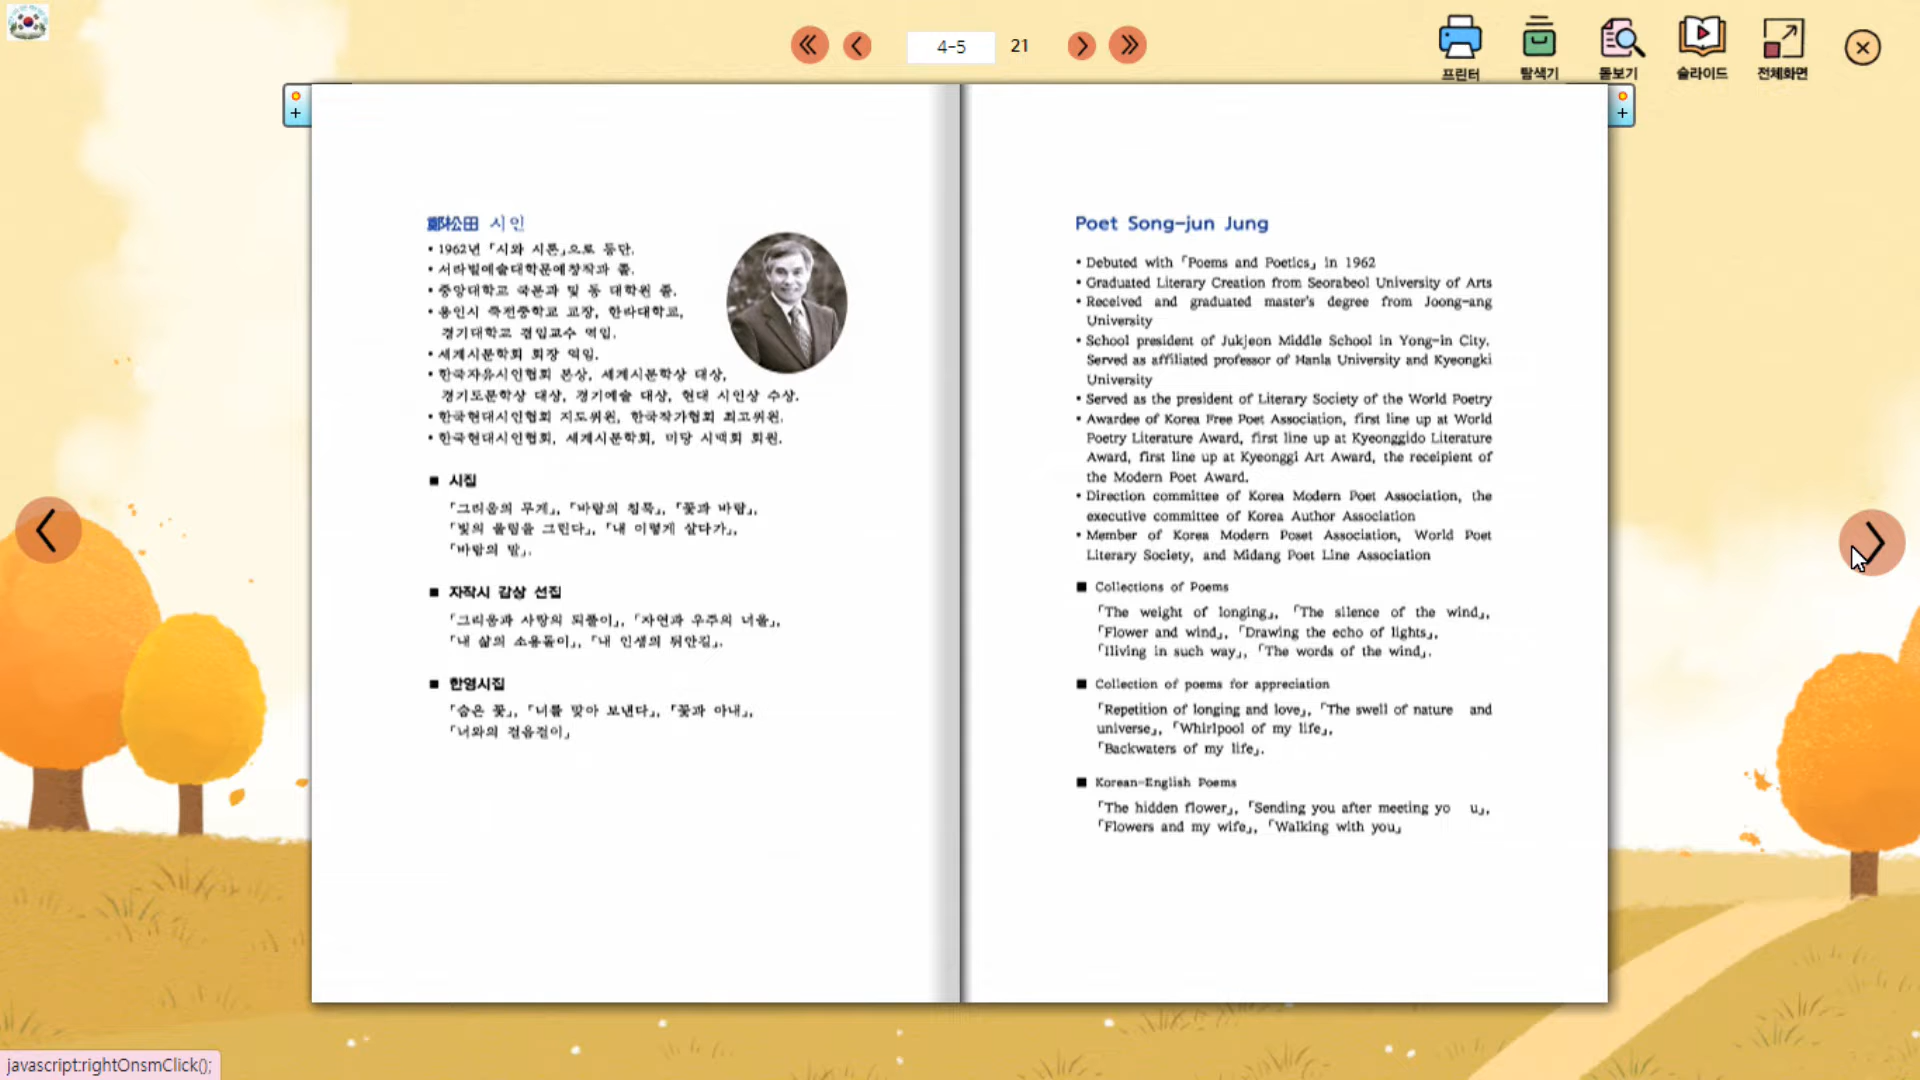 4-5
21
프린터
탐색기
돋보기
슬라이드
전체화면
鄭松田 시인
• 1962년 「시와 시론」으로 등단.
• 서라벌예술대학문예창작과 졸.
• 중앙대학교 국문과 및 동 대학원 졸.
• 용인시 죽전중학교 교장, 한라대학교,
경기대학교 겸임교수 역임.
• 세계시문학회 회장 역임.
• 한국자유시인협회 본상, 세계시문학상 대상,
경기도문학상 대상, 경기예술 대상, 현대 시인상 수상.
• 한국현대시인협회 지도위원, 한국작가협회 최고위원.
• 한국현대시인협회, 세계시문학회, 미당 시맥회 회원.
■ 시집
「그리움의 무게」, 「바람의 침묵」, 「꽃과 바람」,
「빛의 울림을 그린다」, 「내 이렇게 살다가」,
「바람의 말」.
■ 자작시 감상 선집
「그리움과 사랑의 되풀이」, 「자연과 우주의 너울」,
「내 삶의 소용돌이」, 「내 인생의 뒤안길」.
■ 한영시집
「숨은 꽃」, 「너를 맞아 보낸다」, 「꽃과 아내」,
「너와의 걸음걸이」
Poet Song-jun Jung
• Debuted with 「Poems and Poetics」 in 1962
• Graduated Literary Creation from Seorabeol University of Arts
• Received and graduated master's degree from Joong-ang
University
• School president of Jukjeon Middle School in Yong-in City.
Served as affiliated professor of Hanla University and Kyeongki
University
• Served as the president of Literary Society of the World Poetry
• Awardee of Korea Free Poet Association, first line up at World
Poetry Literature Award, first line up at Kyeonggido Literature
Award, first line up at Kyeonggi Art Award, the receipient of
the Modern Poet Award.
• Direction committee of Korea Modern Poet Association, the
executive committee of Korea Author Association
• Member of Korea Modern Poset Association, World Poet
Literary Society, and Midang Poet Line Association
■ Collections of Poems
「The weight of longing」, 「The silence of the wind」,
「Flower and wind」, 「Drawing the echo of lights」,
「Iliving in such way」, 「The words of the wind」.
■ Collection of poems for appreciation
「Repetition of longing and love」, 「The swell of nature and
universe」, 「Whirlpool of my life」,
「Backwaters of my life」.
■ Korean-English Poems
「The hidden flower」, 「Sending you after meeting yo u」,
「Flowers and my wife」, 「Walking with you」
javascript:rightOnsmClick();